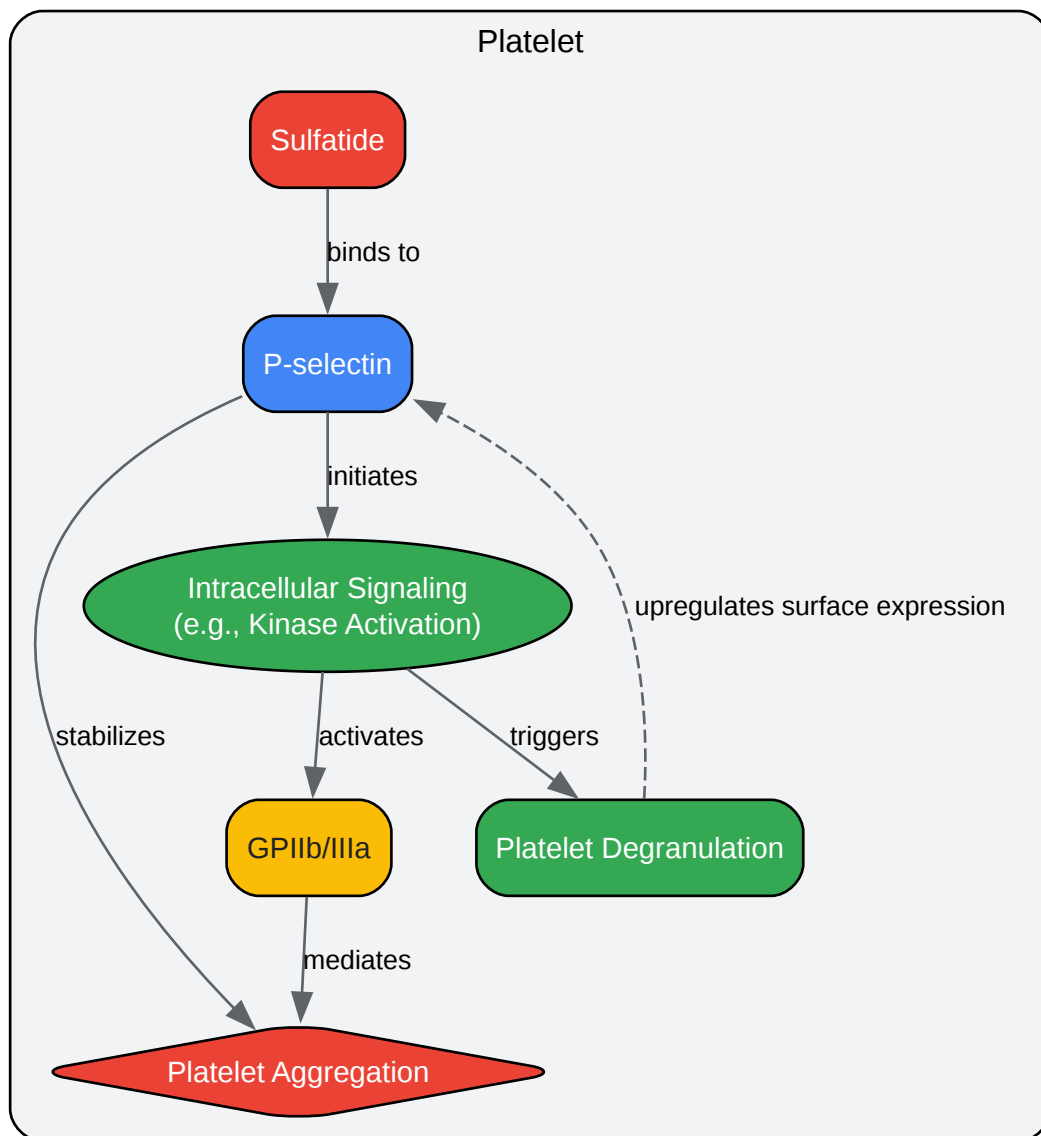 Platelet
Sulfatide
binds to
P-selectin
initiates
Intracellular Signaling
(e.g., Kinase Activation)
upregulates surface expression
stabilizes
activates
triggers
GPIIb/IIIa
Platelet Degranulation
mediates
Platelet Aggregation